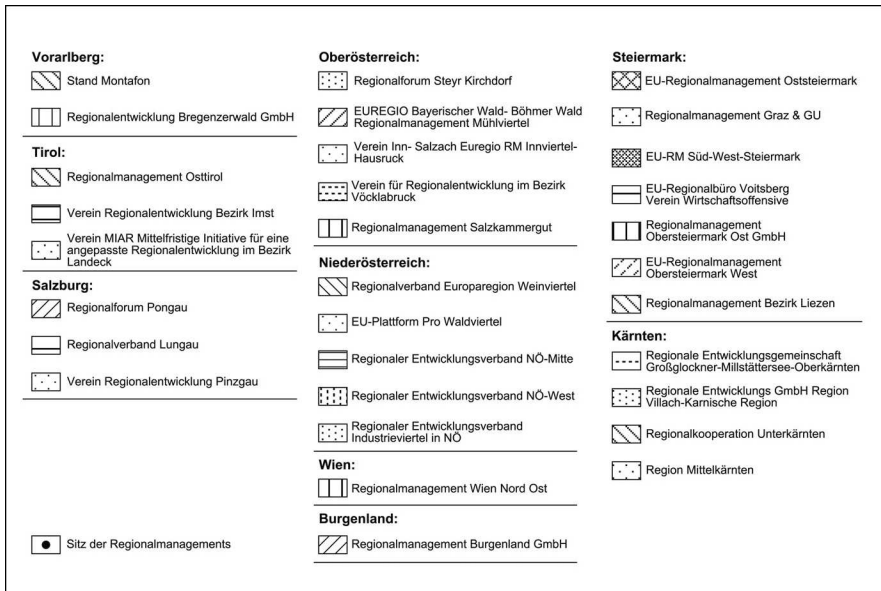 Vorarlberg:
Stand Montafon
Regionalentwicklung Bregenzerwald GmbH
Tirol:
Regionalmanagement Osttirol
Verein Regionalentwicklung Bezirk Imst
Verein MIAR Mittelfristige Initiative für eine
angepasste Regionalentwicklung im Bezirk
Landeck
Salzburg:
Regionalforum Pongau
Regionalverband Lungau
Verein Regionalentwicklung Pinzgau
Sitz der Regionalmanagements
Oberösterreich:
Regionalforum Steyr Kirchdorf
EUREGIO Bayerischer Wald- Böhmer Wald
Regionalmanagement Mühlviertel
Verein Inn- Salzach Euregio RM Innviertel-
Hausruck
Verein für Regionalentwicklung im Bezirk
Vöcklabruck
Regionalmanagement Salzkammergut
Niederösterreich:
Regionalverband Europaregion Weinviertel
EU-Plattform Pro Waldviertel
Regionaler Entwicklungsverband NÖ-Mitte
Regionaler Entwicklungsverband NÖ-West
Regionaler Entwicklungsverband
Industrieviertel in NÖ
Wien:
Regionalmanagement Wien Nord Ost
Burgenland:
Regionalmanagement Burgenland GmbH
Steiermark:
EU-Regionalmanagement Oststeiermark
Regionalmanagement Graz & GU
EU-RM Süd-West-Steiermark
EU-Regionalbüro Voitsberg
Verein Wirtschaftsoffensive
Regionalmanagement
Obersteiermark Ost GmbH
EU-Regionalmanagement
Obersteiermark West
Regionalmanagement Bezirk Liezen
Kärnten:
Regionale Entwicklungsgemeinschaft
Großglockner-Millstättersee-Oberkärnten
Regionale Entwicklungs GmbH Region
Villach-Karnische Region
Regionalkooperation Unterkärnten
Region Mittelkärnten